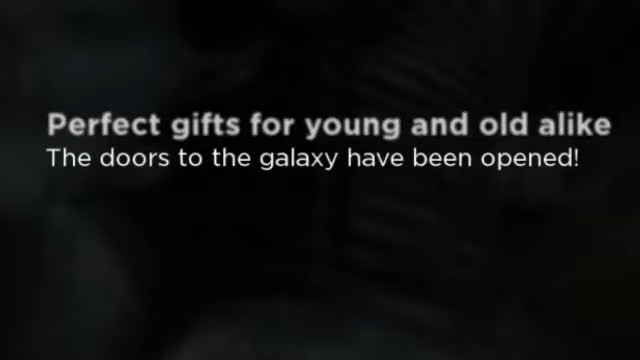 Perfect gifts for young and old alike
The doors to the galaxy have been opened!